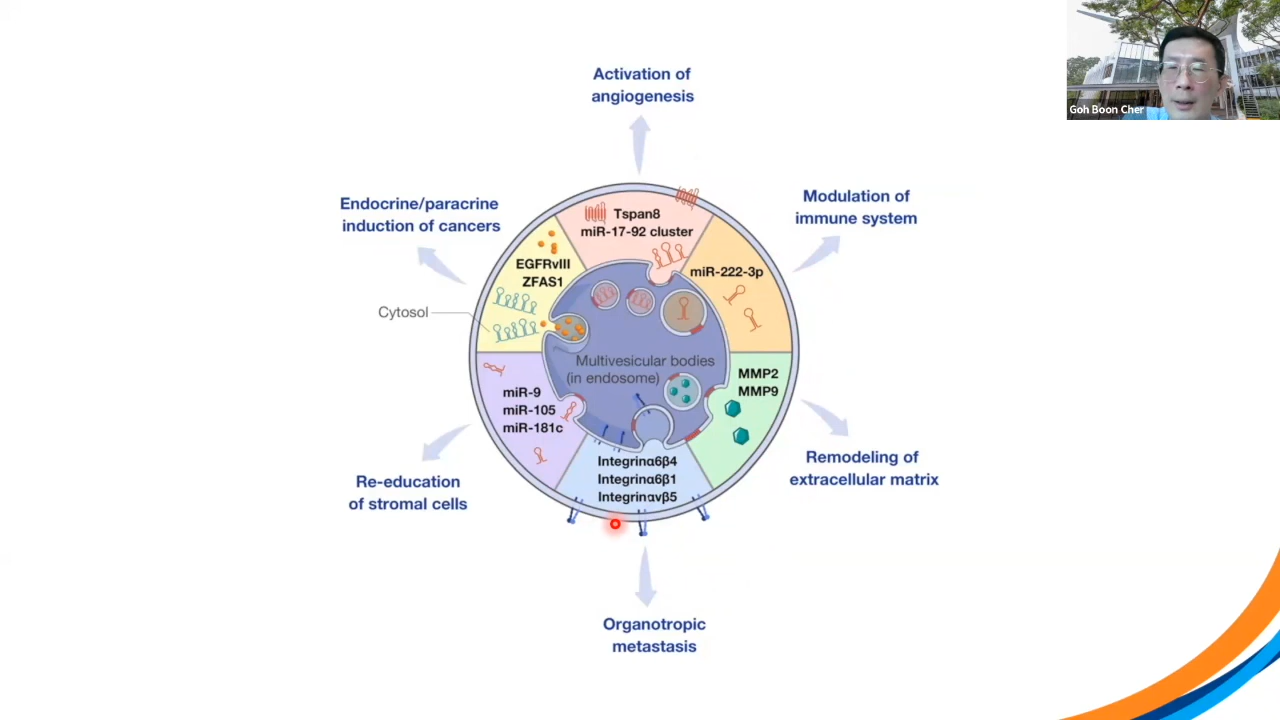 Goh Boon Cher
Activation of
angiogenesis
Endocrine/paracrine
induction of cancers
Modulation of
immune system
Tspan8
miR-17-92 cluster
EGFRvIII
ZFAS1
miR-222-3p
Cytosol
Multivesicular bodies
(in endosome)
MMP2
MMP9
miR-9
miR-105
miR-181c
Integrinα6β4
Integrinα6β1
Integrinαvβ5
Remodeling of
extracellular matrix
Re-education
of stromal cells
Organotropic
metastasis